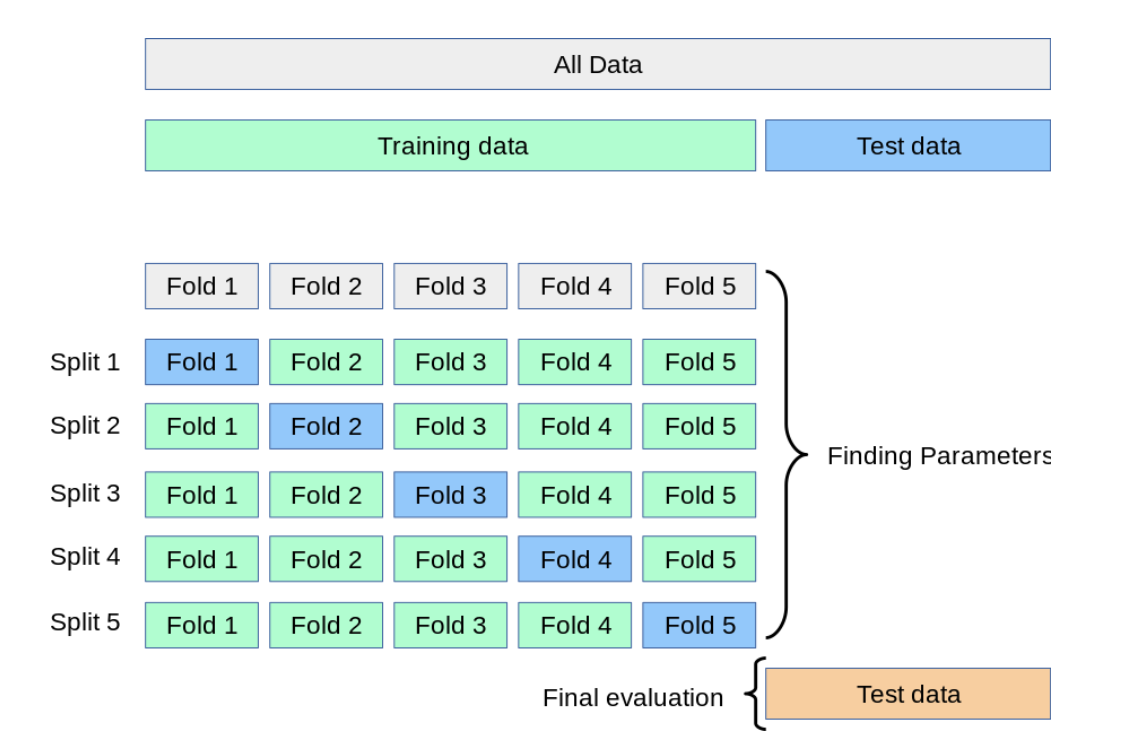 All Data
Training data Test data
Fold 1 Fold 2 Fold 3 Fold 4 Fold 5
Split 1 Fold 1 Fold 2 Fold 3 Fold 4 Fold 5
Split 2 Fold 1 Fold 2 Fold 3 Fold 4 Fold 5
Finding Parameters
Split 3 Fold 1 Fold 2 Fold 3 Fold 4 Fold 5
Split 4 Fold 1 Fold 2 Fold 3 Fold 4 Fold 5
Split 5 Fold 1 Fold 2 Fold 3 Fold 4 Fold 5
Final evaluation Test data